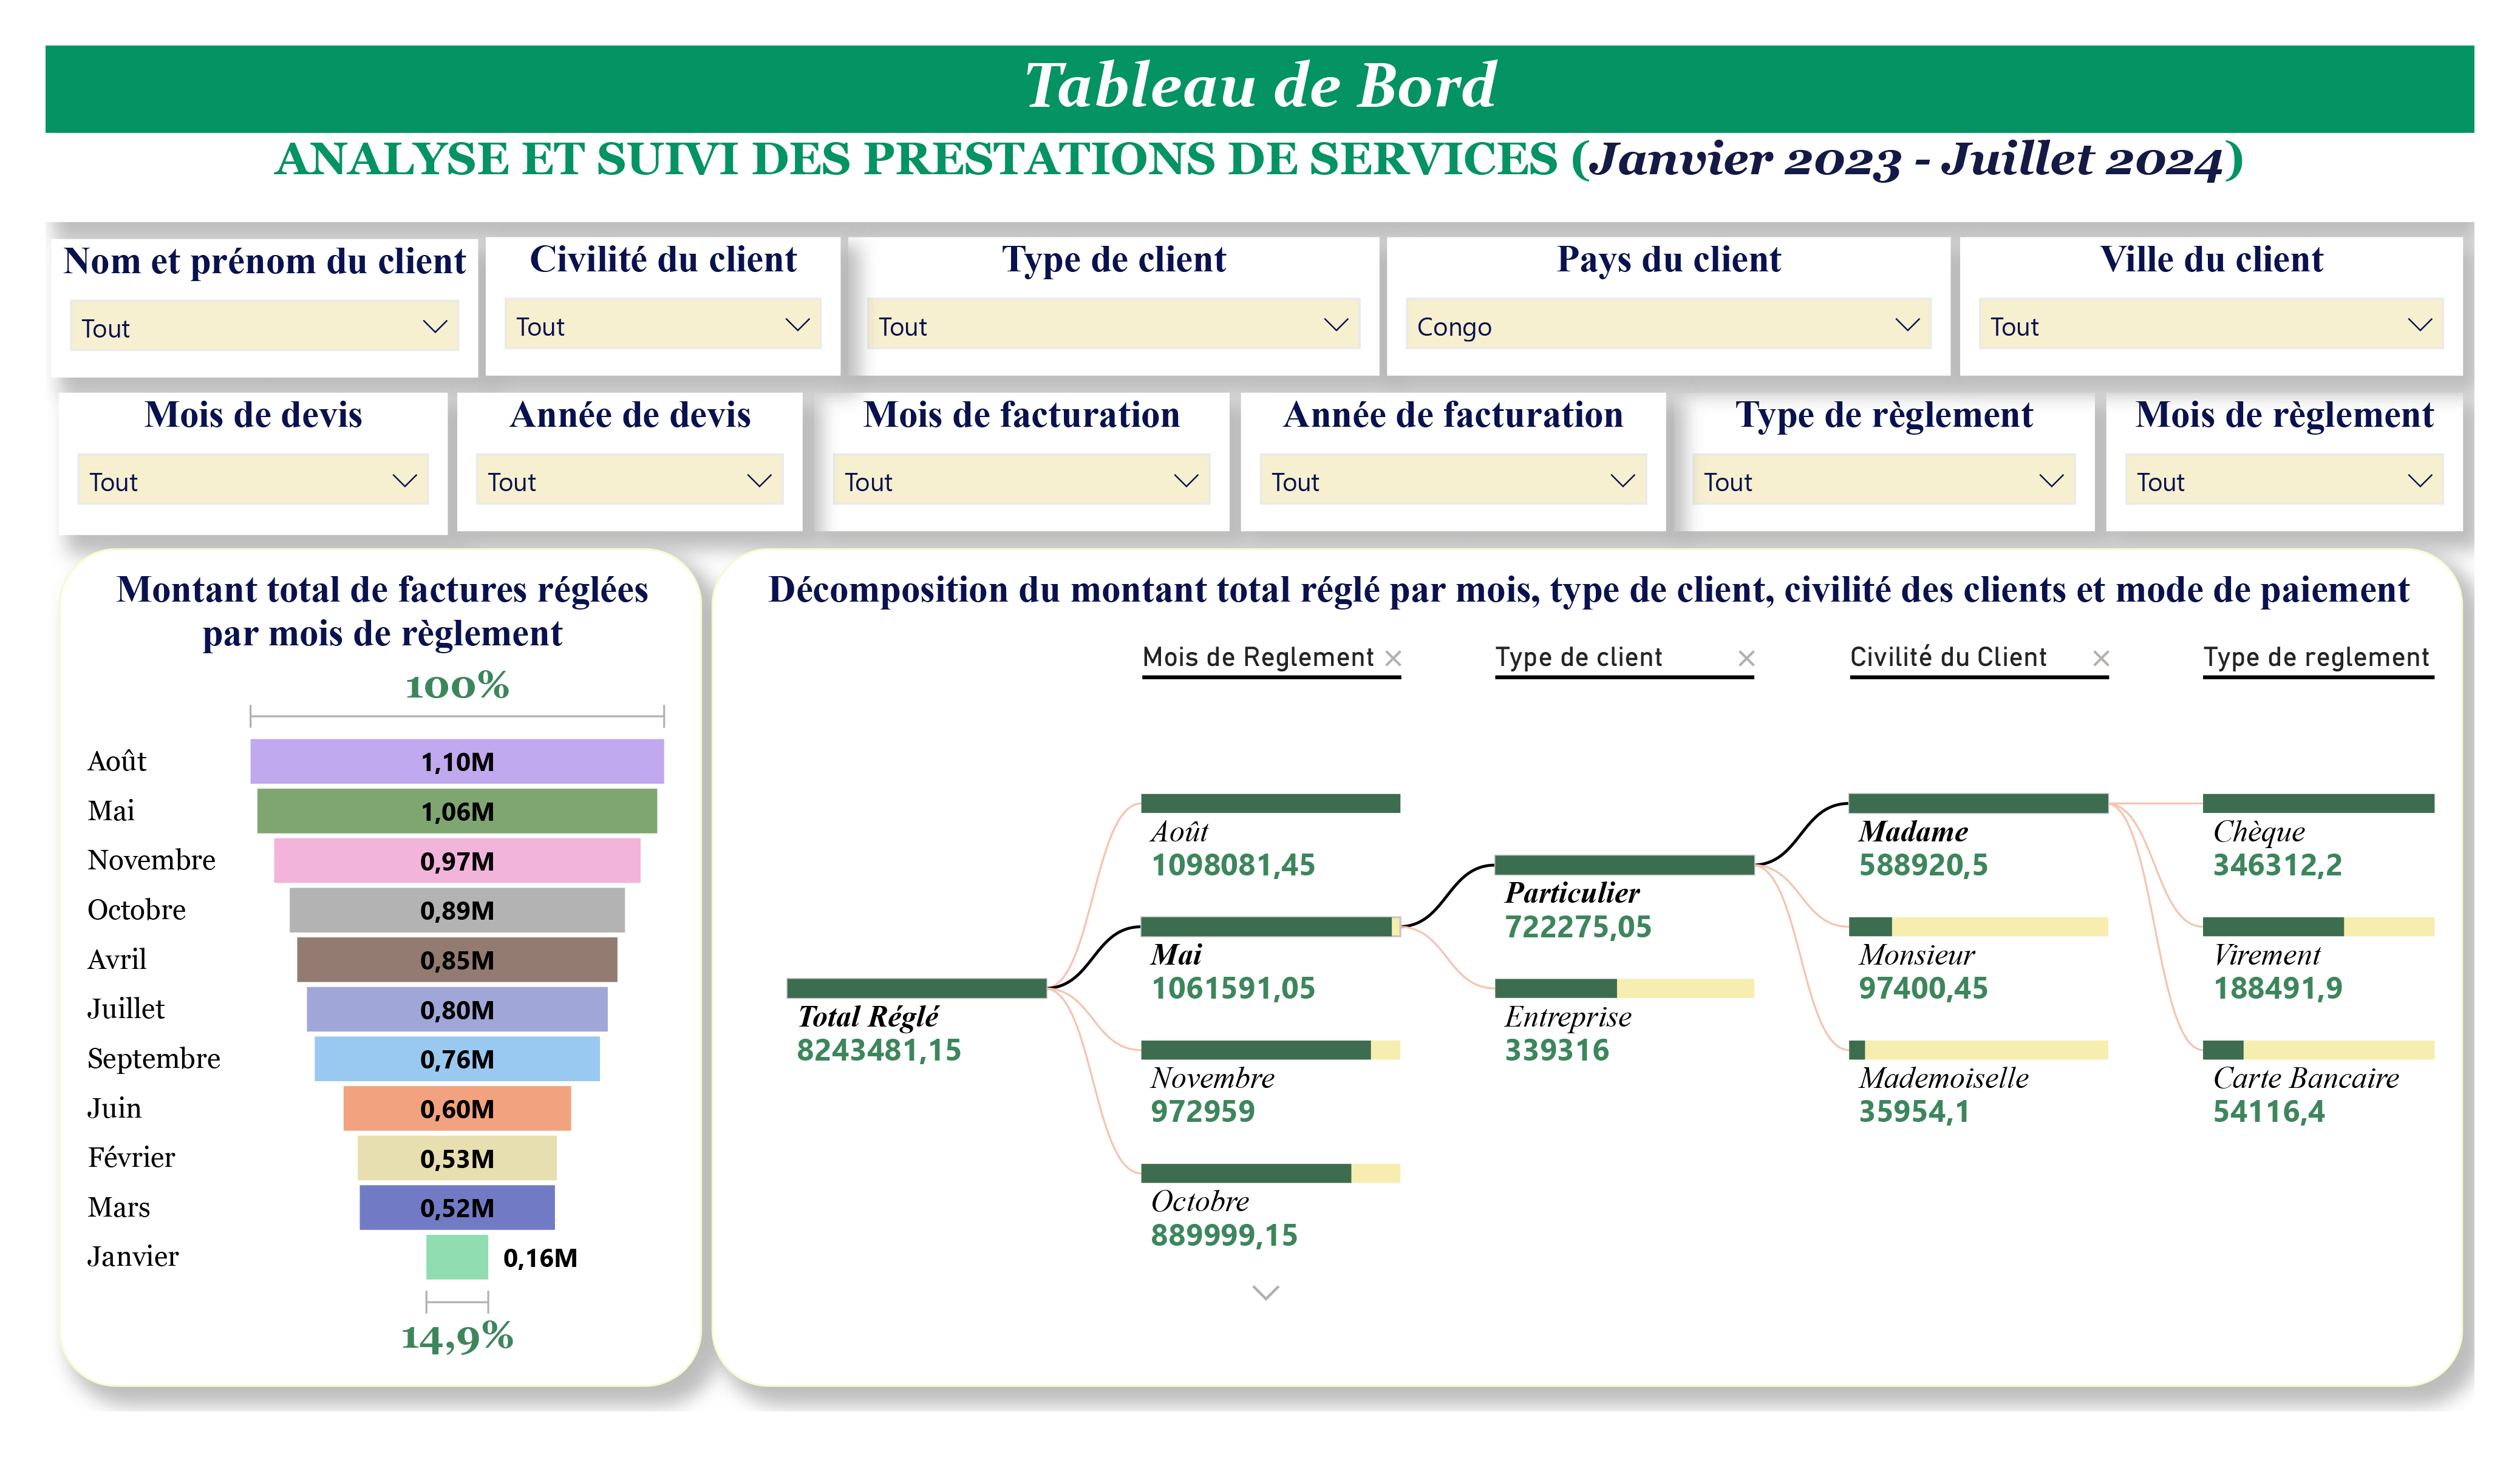 Tableau de Bord
ANALYSE ET SUIVI DES PRESTATIONS DE SERVICES (Janvier 2023 - Juillet 2024)
Nom et prénom du client
Tout
Civilité du client
Tout
Type de client
Tout
Pays du client
Congo
Ville du client
Tout
Mois de devis
Tout
Année de devis
Tout
Mois de facturation
Tout
Année de facturation
Tout
Type de règlement
Tout
Mois de règlement
Tout
Montant total de factures réglées
par mois de règlement
100%
Août 1,10M
Mai 1,06M
Novembre 0,97M
Octobre 0,89M
Avril 0,85M
Juillet 0,80M
Septembre 0,76M
Juin 0,60M
Février 0,53M
Mars 0,52M
Janvier 0,16M
14,9%
Décomposition du montant total réglé par mois, type de client, civilité des clients et mode de paiement
Mois de Reglement
Type de client
Civilité du Client
Type de reglement
Total Réglé
8243481,15
Août
1098081,45
Mai
1061591,05
Novembre
972959
Octobre
889999,15
Particulier
722275,05
Entreprise
339316
Madame
588920,5
Monsieur
97400,45
Mademoiselle
35954,1
Chèque
346312,2
Virement
188491,9
Carte Bancaire
54116,4